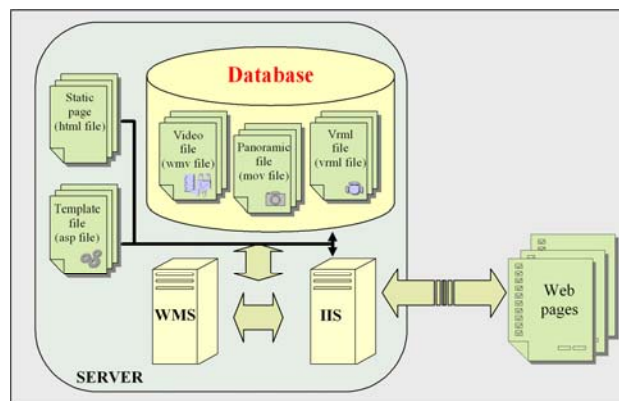 Database
Static
page
(html file)
Video
file
(wmv file)
Panoramic
file
(mov file)
Vrml
file
(vrml file)
Template
file
(asp file)
WMS
IIS
Web
pages
SERVER